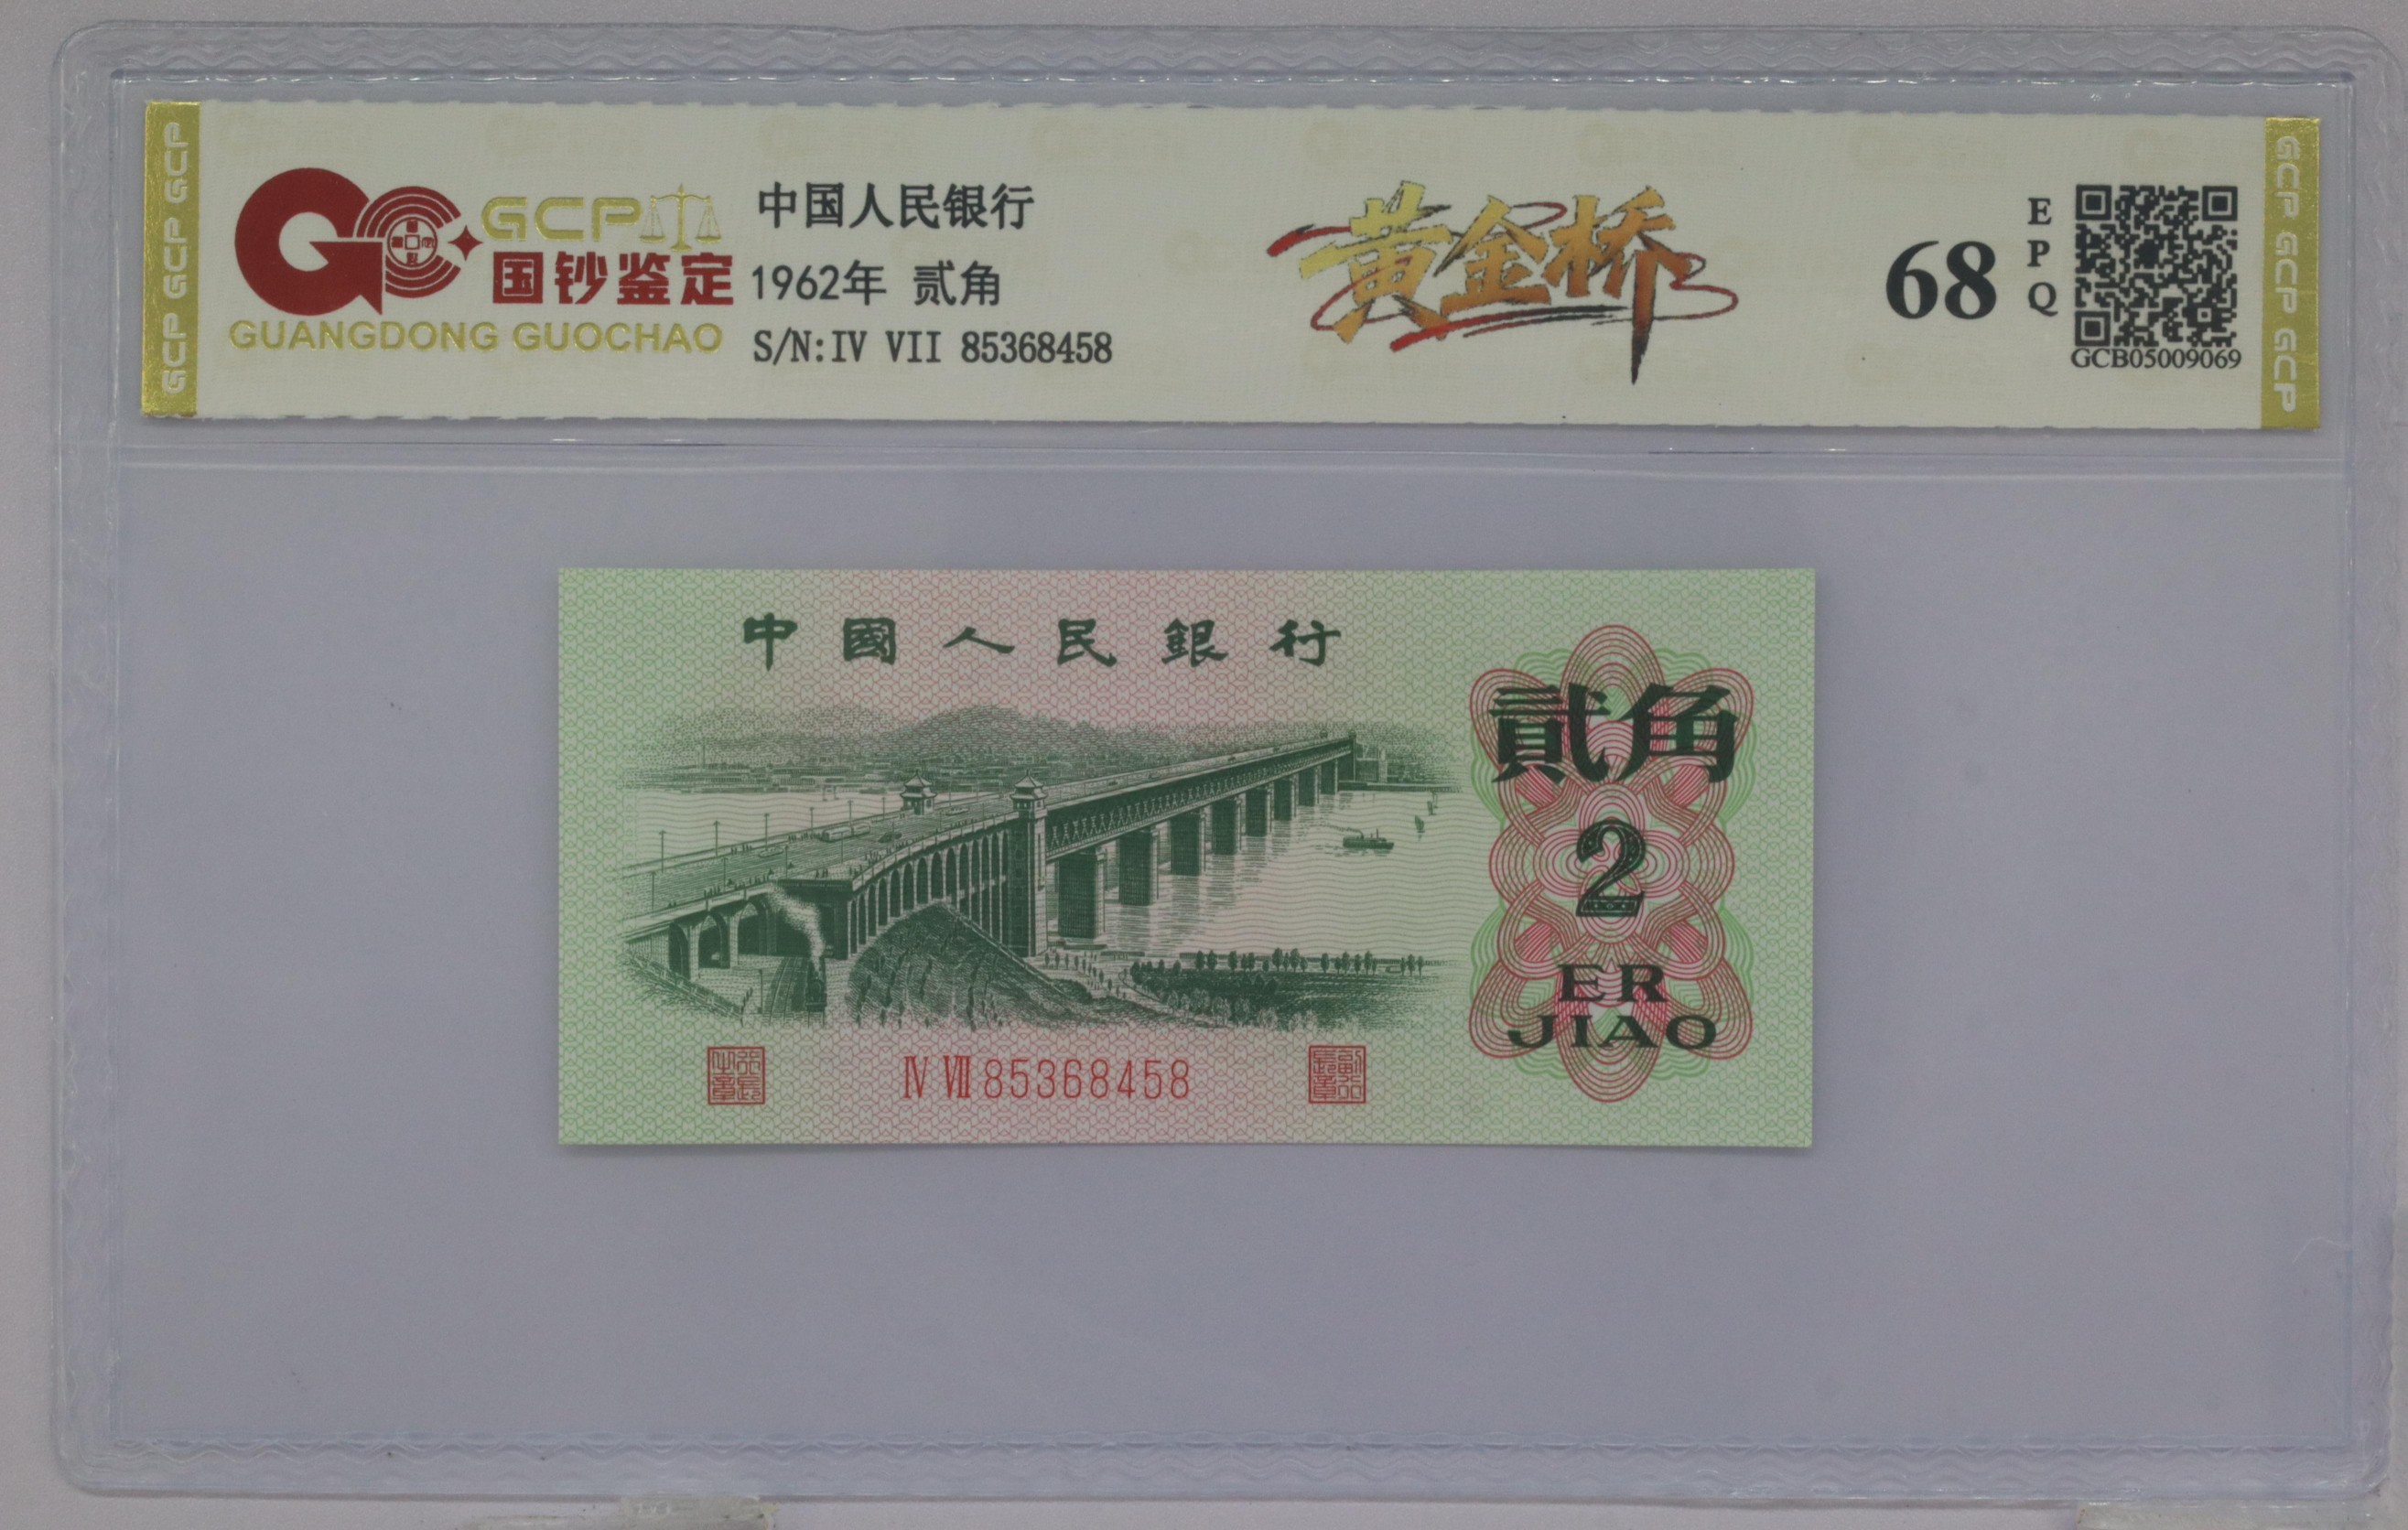 GCP GCP GCP
GCP
国钞鉴定
GUANGDONG GUOCHAO
中国人民银行
1962年 贰角
S/N:IV VII 85368458
黄金桥
68
EPQ
GCB05009069
GCP GCP GCP
中國人民銀行
貳角
2
ER
JIAO
IV VII 85368458